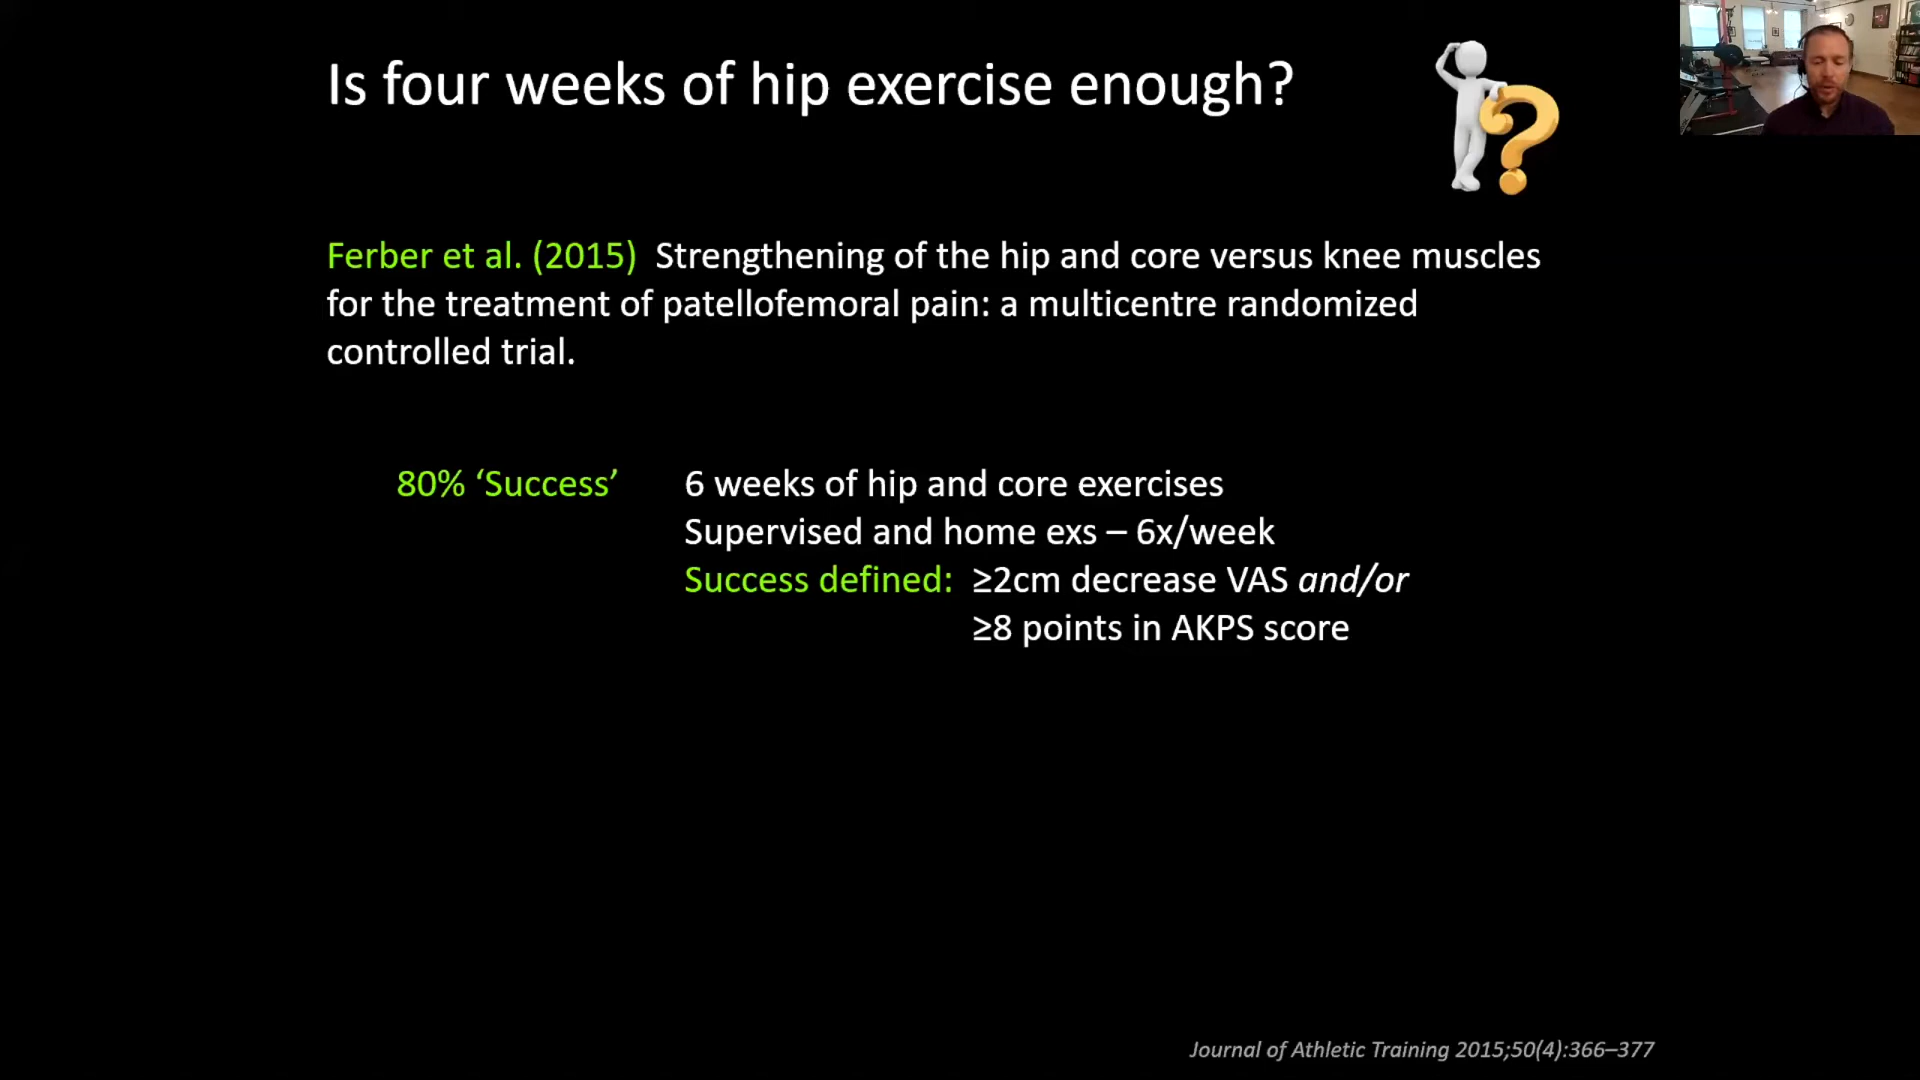 Is four weeks of hip exercise enough?
Ferber et al. (2015) Strengthening of the hip and core versus knee muscles
for the treatment of patellofemoral pain: a multicentre randomized
controlled trial.
80% ‘Success’ 6 weeks of hip and core exercises
Supervised and home exs – 6x/week
Success defined: ≥2cm decrease VAS and/or
≥8 points in AKPS score
Journal of Athletic Training 2015;50(4):366–377